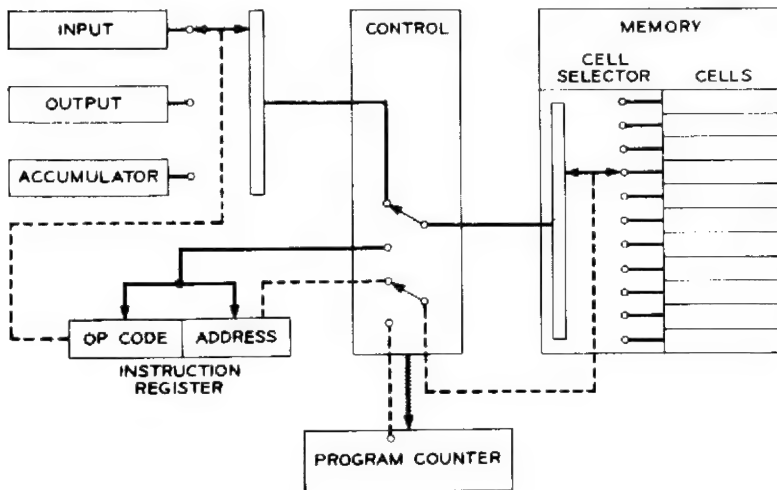 INPUT
OUTPUT
ACCUMULATOR
CONTROL
MEMORY
CELL
SELECTOR
CELLS
OP CODE
ADDRESS
INSTRUCTION
REGISTER
PROGRAM COUNTER